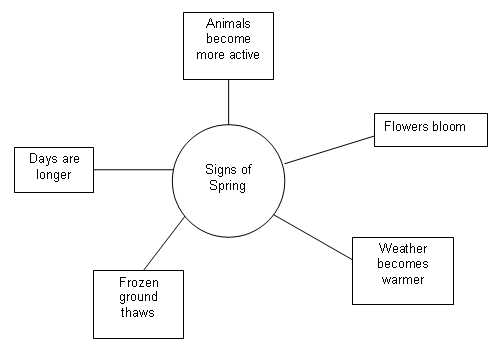 Animals
become
more active
Flowers bloom
Days are
longer
Signs of
Spring
Weather
becomes
warmer
Frozen
ground
thaws